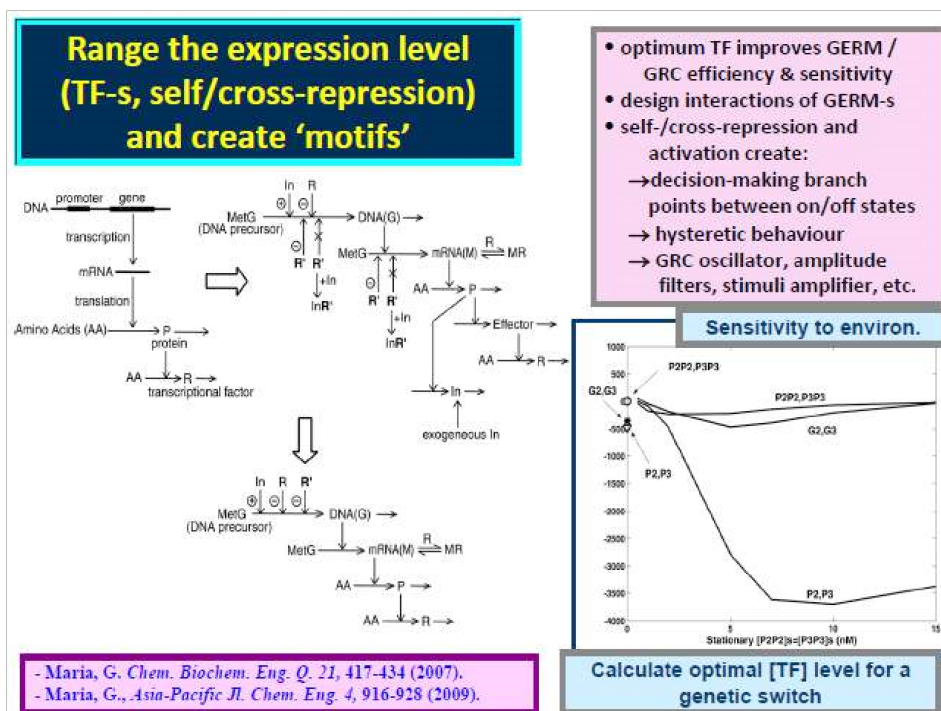 Range the expression level
(TF-s, self/cross-repression)
and create ‘motifs’
• optimum TF improves GERM /
GRC efficiency & sensitivity
• design interactions of GERM-s
• self-/cross-repression and
activation create:
→decision-making branch
points between on/off states
→ hysteretic behaviour
→ GRC oscillator, amplitude
filters, stimuli amplifier, etc.
promoter gene
DNA
transcription
mRNA
translation
Amino Acids (AA) P
protein
AA R
transcriptional factor
In R
⊕ ⊖
MetG DNA(G)
(DNA precursor)
⊖
R' R'
+In
InR'
MetG mRNA(M) R MR
⊖
R' R'
+In
InR'
AA P
Effector
AA R
In
exogeneous In
In R R'
⊕ ⊖ ⊖
MetG DNA(G)
(DNA precursor)
MetG mRNA(M) R MR
AA P
AA R
Sensitivity to environ.
1000
500
0
-500
-1000
-1500
-2000
-2500
-3000
-3500
-4000
P2P2,P3P3
G2,G3
P2,P3
P2P2,P3P3
G2,G3
P2,P3
0 5 10 15
Stationary [P2P2]s=[P3P3]s (nM)
Calculate optimal [TF] level for a
genetic switch
- Maria, G. Chem. Biochem. Eng. Q. 21, 417-434 (2007).
- Maria, G., Asia-Pacific Jl. Chem. Eng. 4, 916-928 (2009).